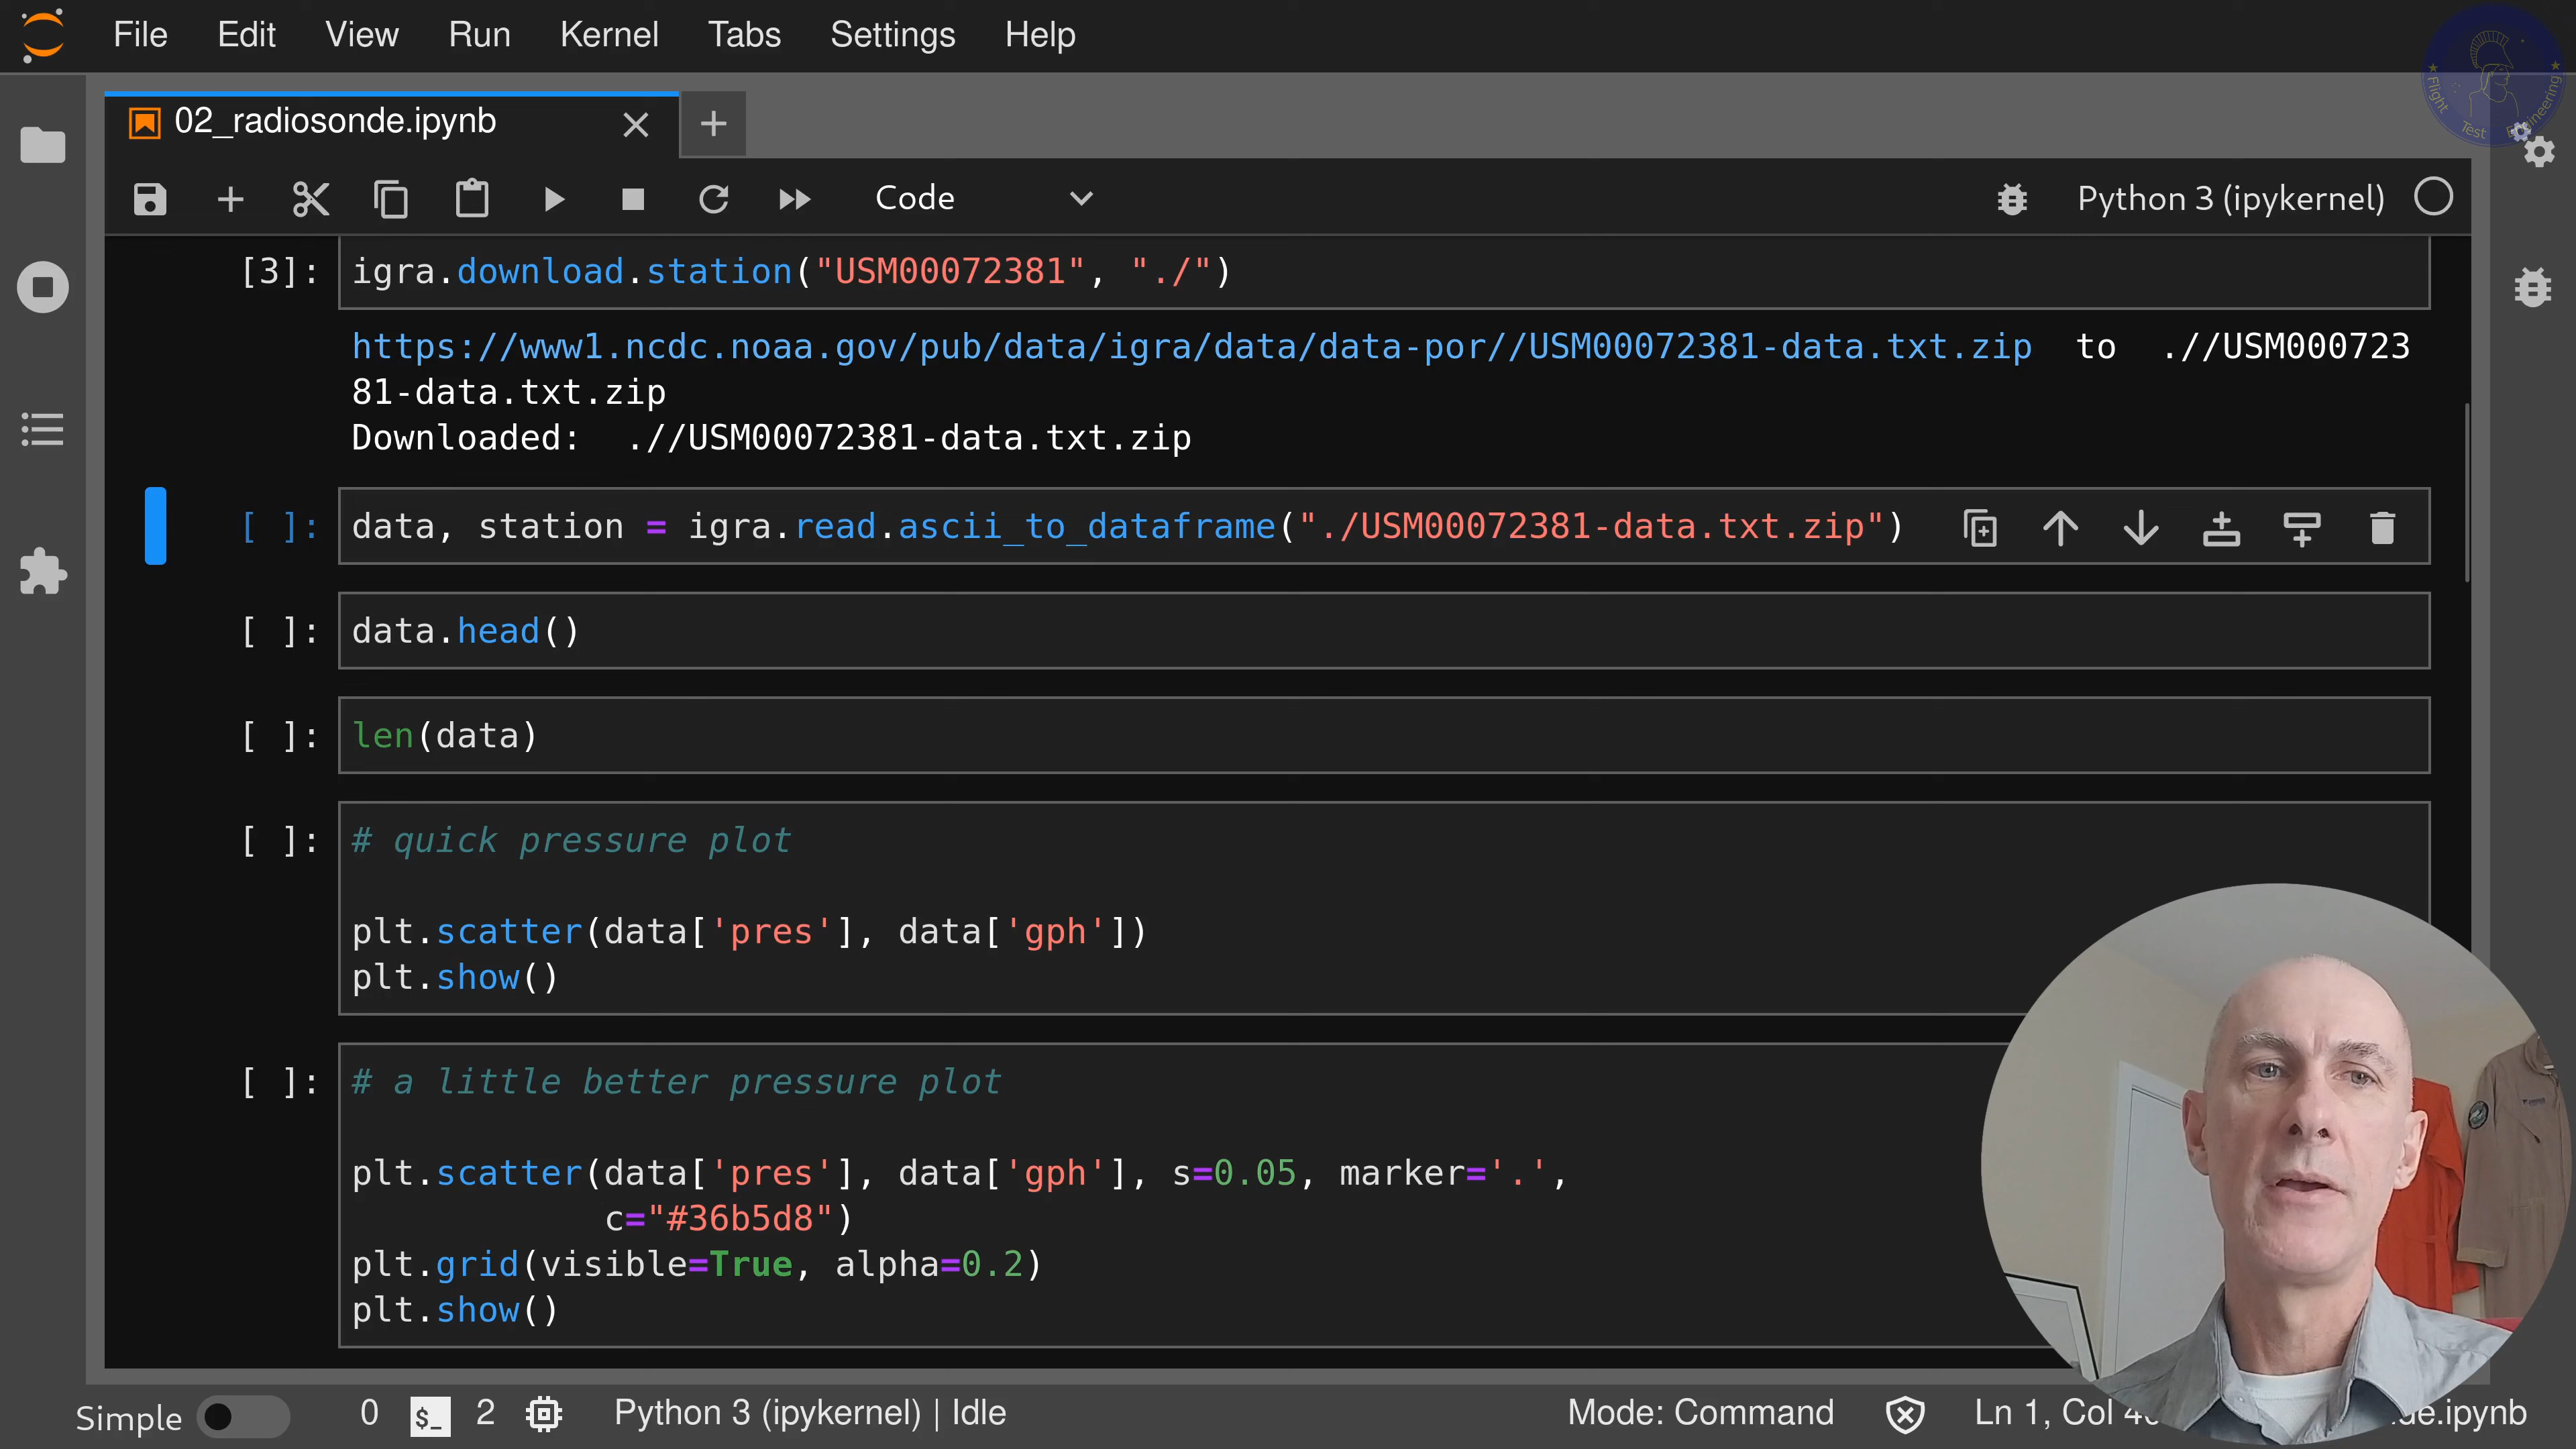 File Edit View Run Kernel Tabs Settings Help
Flight Test Engineering
02_radiosonde.ipynb
Code
Python 3 (ipykernel)
[3]: igra.download.station("USM00072381", "./")
https://www1.ncdc.noaa.gov/pub/data/igra/data/data-por//USM00072381-data.txt.zip to .//USM000723
81-data.txt.zip
Downloaded: .//USM00072381-data.txt.zip
[ ]: data, station = igra.read.ascii_to_dataframe("./USM00072381-data.txt.zip")
[ ]: data.head()
[ ]: len(data)
[ ]: # quick pressure plot
plt.scatter(data['pres'], data['gph'])
plt.show()
[ ]: # a little better pressure plot
plt.scatter(data['pres'], data['gph'], s=0.05, marker='.',
c="#36b5d8")
plt.grid(visible=True, alpha=0.2)
plt.show()
Simple 0 $_ 2 Python 3 (ipykernel) | Idle Mode: Command Ln 1, Col de.ipynb